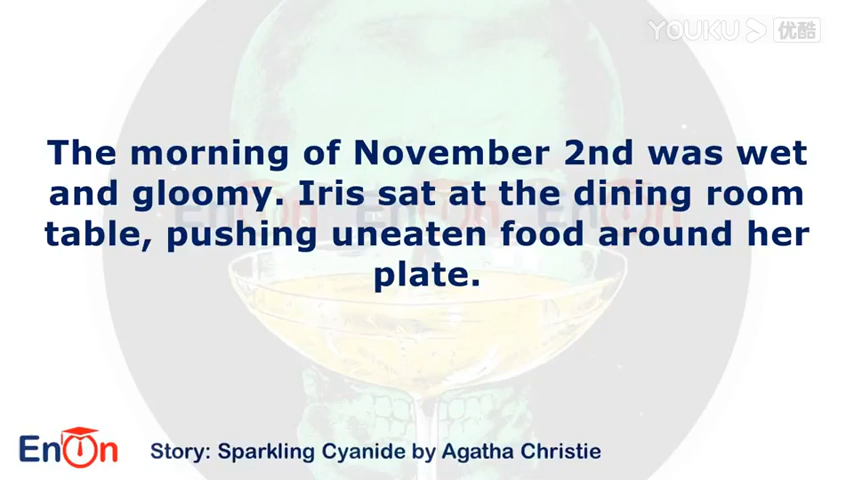 YOUKU 优酷
The morning of November 2nd was wet
and gloomy. Iris sat at the dining room
table, pushing uneaten food around her
plate.
EnOn
Story: Sparkling Cyanide by Agatha Christie